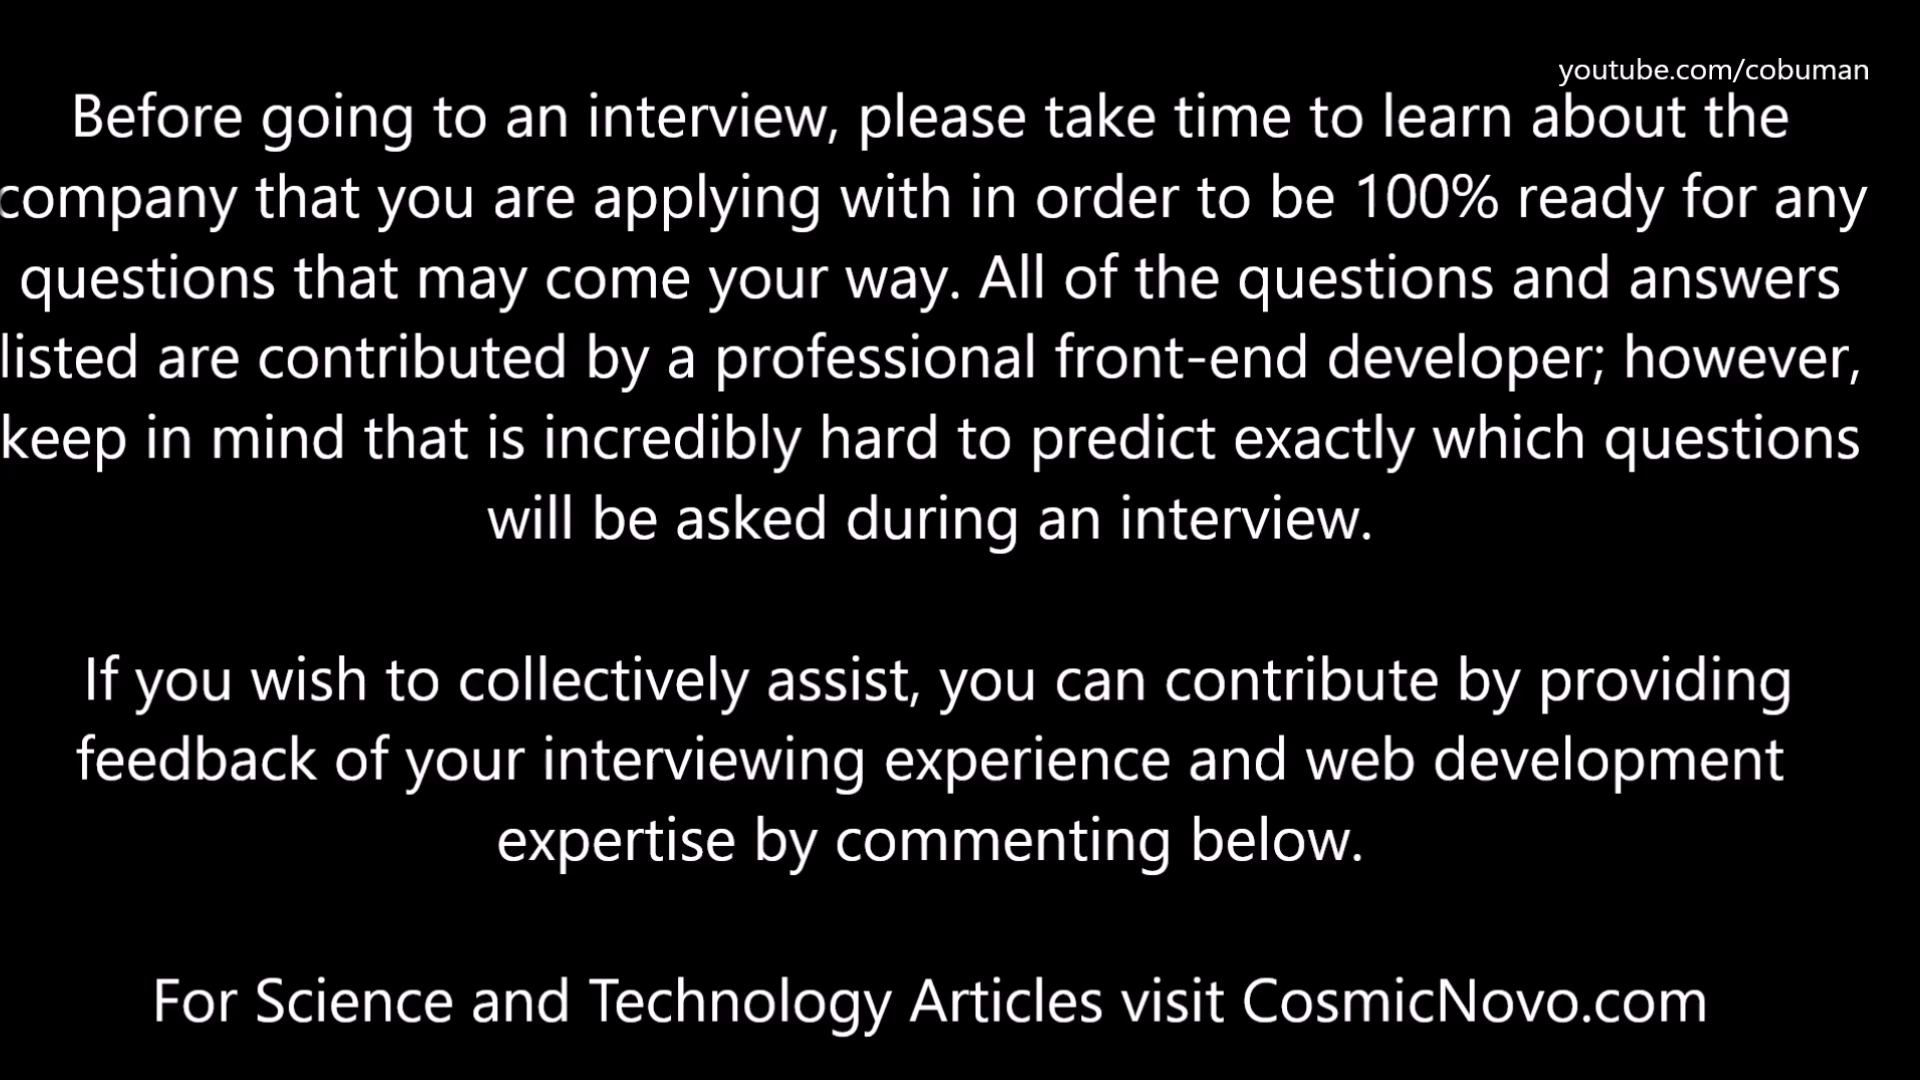 youtube.com/cobuman
Before going to an interview, please take time to learn about the
company that you are applying with in order to be 100% ready for any
questions that may come your way. All of the questions and answers
listed are contributed by a professional front-end developer; however,
keep in mind that is incredibly hard to predict exactly which questions
will be asked during an interview.
If you wish to collectively assist, you can contribute by providing
feedback of your interviewing experience and web development
expertise by commenting below.
For Science and Technology Articles visit CosmicNovo.com